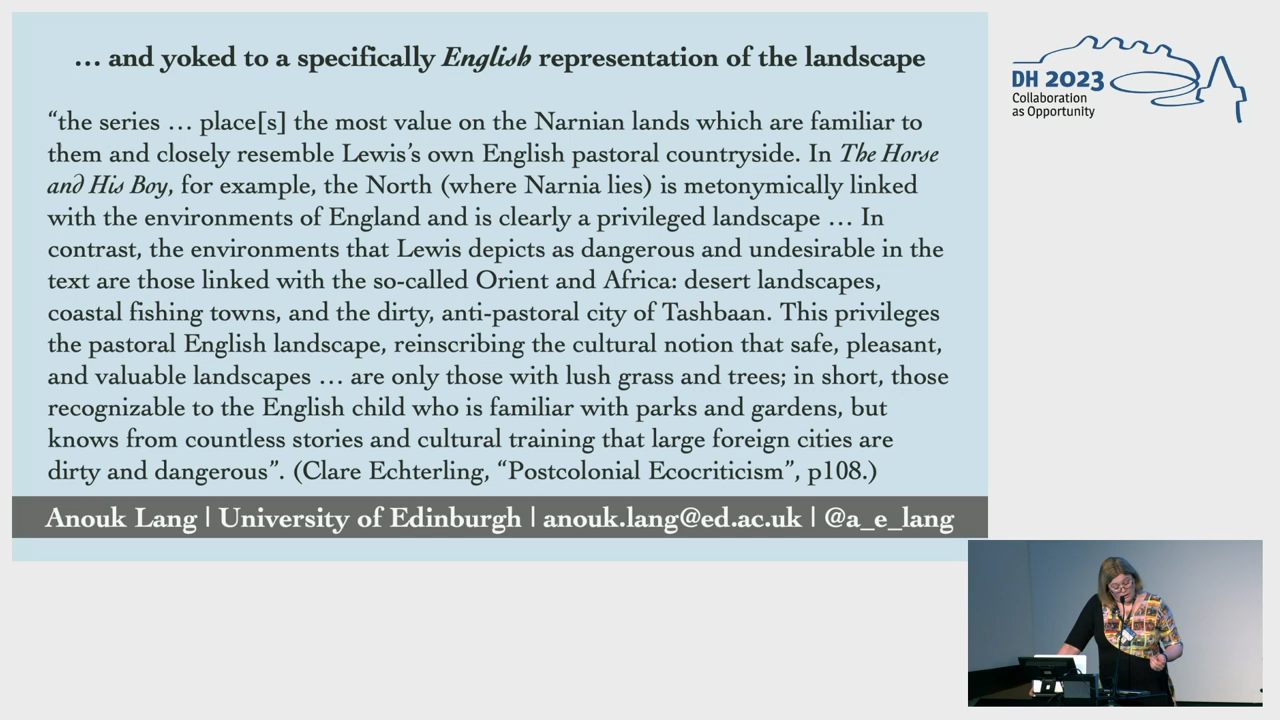 … and yoked to a specifically English representation of the landscape
“the series … place[s] the most value on the Narnian lands which are familiar to
them and closely resemble Lewis’s own English pastoral countryside. In The Horse
and His Boy, for example, the North (where Narnia lies) is metonymically linked
with the environments of England and is clearly a privileged landscape … In
contrast, the environments that Lewis depicts as dangerous and undesirable in the
text are those linked with the so-called Orient and Africa: desert landscapes,
coastal fishing towns, and the dirty, anti-pastoral city of Tashbaan. This privileges
the pastoral English landscape, reinscribing the cultural notion that safe, pleasant,
and valuable landscapes … are only those with lush grass and trees; in short, those
recognizable to the English child who is familiar with parks and gardens, but
knows from countless stories and cultural training that large foreign cities are
dirty and dangerous”. (Clare Echterling, “Postcolonial Ecocriticism”, p108.)
Anouk Lang | University of Edinburgh | anouk.lang@ed.ac.uk | @a_e_lang
DH 2023
Collaboration
as Opportunity